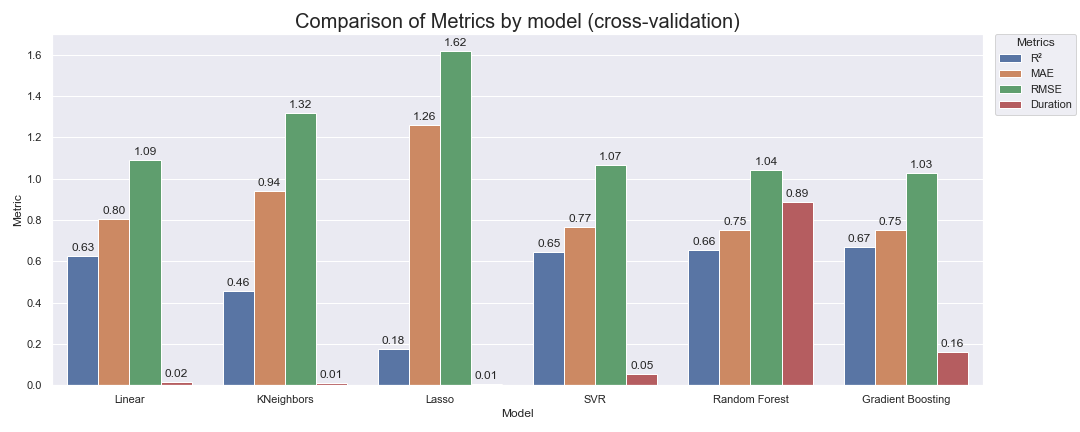 Comparison of Metrics by model (cross-validation)
Metrics
R²
MAE
RMSE
Duration
Metric
1.6
1.4
1.2
1.0
0.8
0.6
0.4
0.2
0.0
0.63
0.80
1.09
0.02
0.46
0.94
1.32
0.01
0.18
1.26
1.62
0.01
0.65
0.77
1.07
0.05
0.66
0.75
1.04
0.89
0.67
0.75
1.03
0.16
Linear
KNeighbors
Lasso
SVR
Random Forest
Gradient Boosting
Model